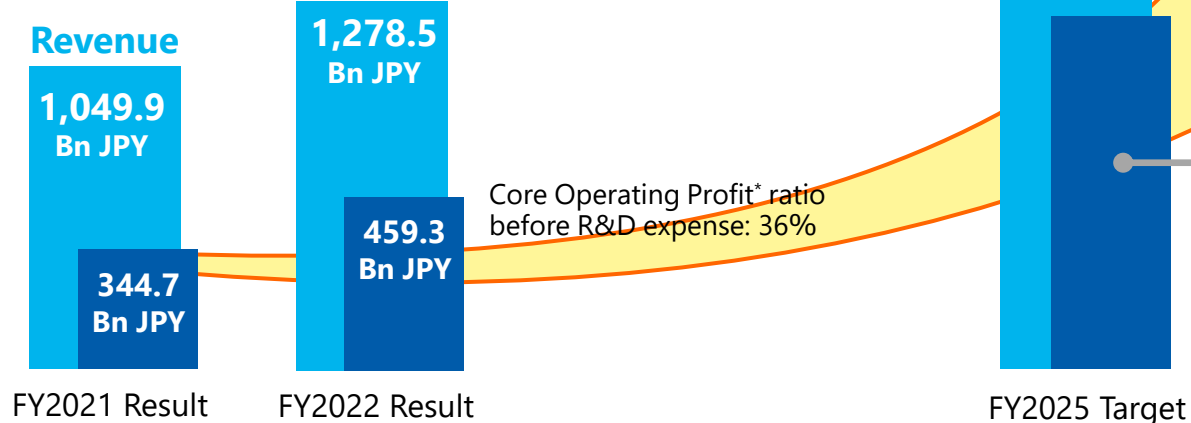 Revenue
1,049.9
Bn JPY
344.7
Bn JPY
FY2021 Result
1,278.5
Bn JPY
459.3
Bn JPY
FY2022 Result
Core Operating Profit* ratio
before R&D expense: 36%
FY2025 Target